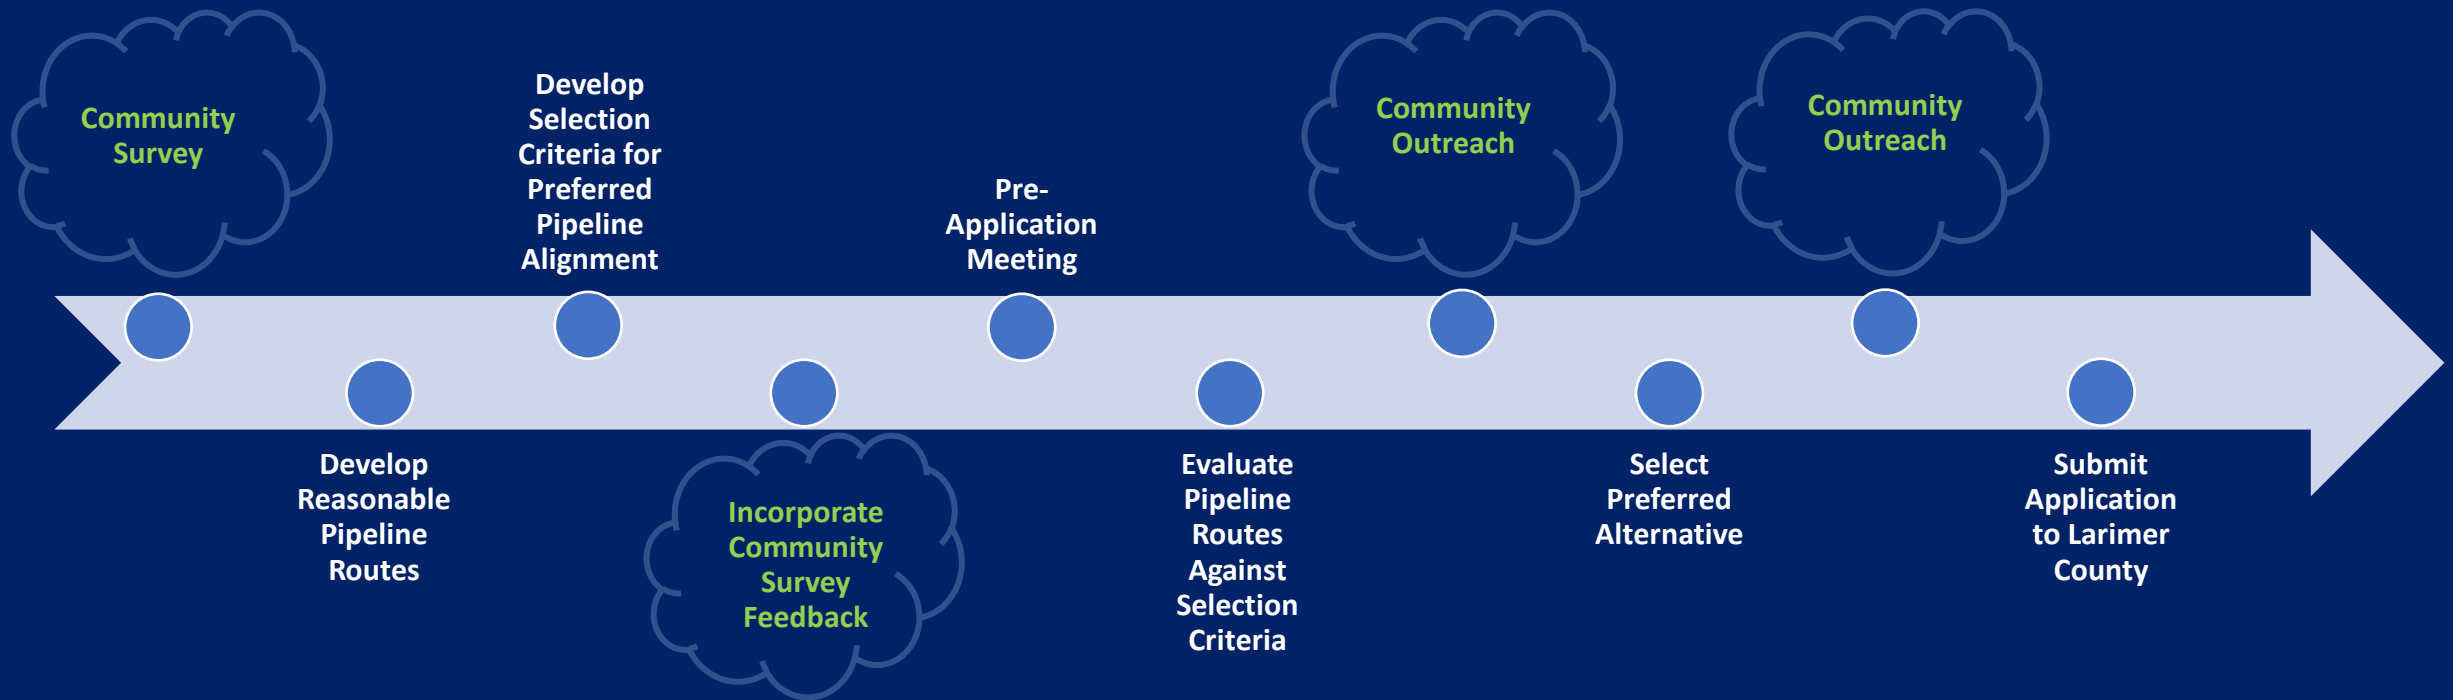 Community
Survey
Develop
Reasonable
Pipeline
Routes
Develop
Selection
Criteria for
Preferred
Pipeline
Alignment
Incorporate
Community
Survey
Feedback
Pre-
Application
Meeting
Evaluate
Pipeline
Routes
Against
Selection
Criteria
Community
Outreach
Select
Preferred
Alternative
Community
Outreach
Submit
Application
to Larimer
County